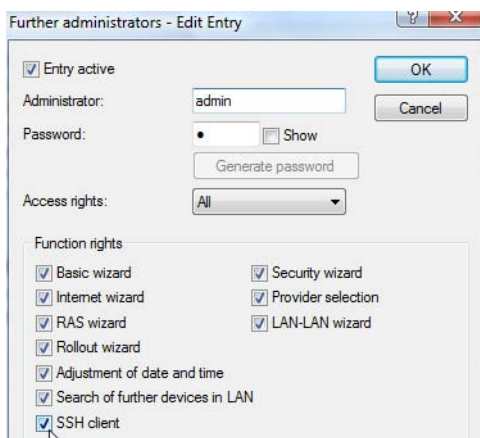 Further administrators - Edit Entry
Entry active
OK
Administrator:
admin
Cancel
Password:
Show
Generate password
Access rights:
All
Function rights
Basic wizard
Security wizard
Internet wizard
Provider selection
RAS wizard
LAN-LAN wizard
Rollout wizard
Adjustment of date and time
Search of further devices in LAN
SSH client